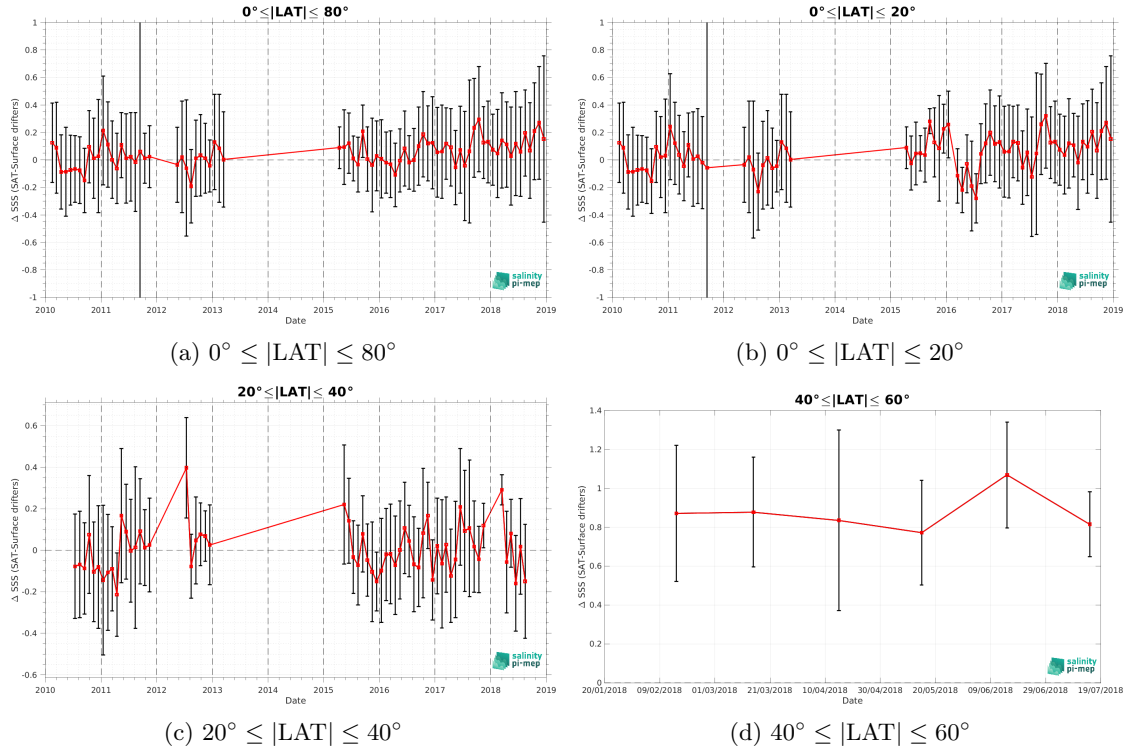 0°≤|LAT|≤ 80°
Δ SSS (SAT-Surface drifters)
1
0.8
0.6
0.4
0.2
0
-0.2
-0.4
-0.6
-0.8
-1
2010 2011 2012 2013 2014 2015 2016 2017 2018 2019
Date
salinity
pi-mep
(a) 0° ≤ |LAT| ≤ 80°
0°≤|LAT|≤ 20°
Δ SSS (SAT-Surface drifters)
1
0.8
0.6
0.4
0.2
0
-0.2
-0.4
-0.6
-0.8
-1
2010 2011 2012 2013 2014 2015 2016 2017 2018 2019
Date
salinity
pi-mep
(b) 0° ≤ |LAT| ≤ 20°
20°≤|LAT|≤ 40°
Δ SSS (SAT-Surface drifters)
0.6
0.4
0.2
0
-0.2
-0.4
-0.6
2010 2011 2012 2013 2014 2015 2016 2017 2018 2019
Date
salinity
pi-mep
(c) 20° ≤ |LAT| ≤ 40°
40°≤|LAT|≤ 60°
Δ SSS (SAT-Surface drifters)
1.4
1.2
1
0.8
0.6
0.4
0.2
0
20/01/2018 09/02/2018 01/03/2018 21/03/2018 10/04/2018 30/04/2018 20/05/2018 09/06/2018 29/06/2018 19/07/2018
Date
salinity
pi-mep
(d) 40° ≤ |LAT| ≤ 60°